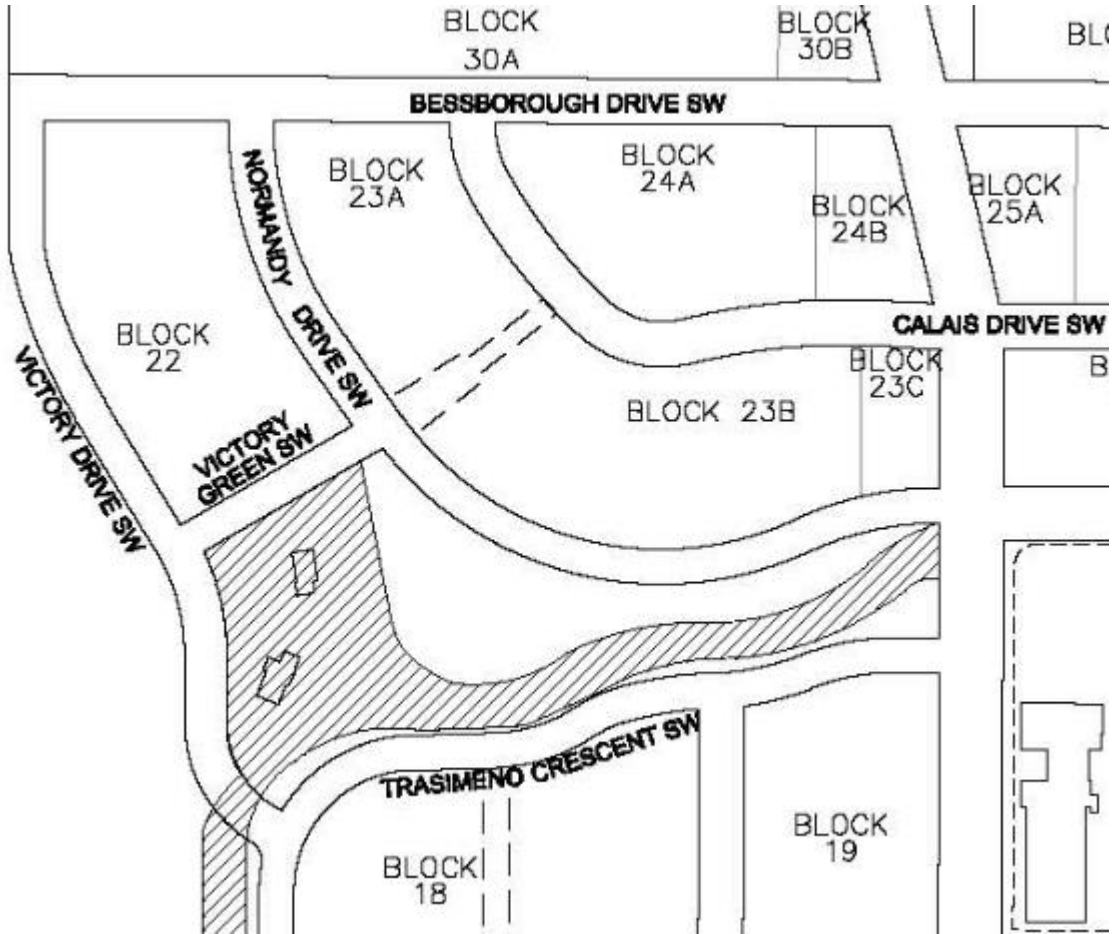 BLOCK
30A
BLOCK
30B
BLO
BESSBOROUGH DRIVE SW
BLOCK
23A
BLOCK
24A
BLOCK
24B
BLOCK
25A
NORMANDY DRIVE SW
BLOCK
22
CALAIS DRIVE SW
VICTORY DRIVE SW
BLOCK
23C
B
BLOCK 23B
VICTORY
GREEN SW
TRASIMENO CRESCENT SW
BLOCK
18
BLOCK
19